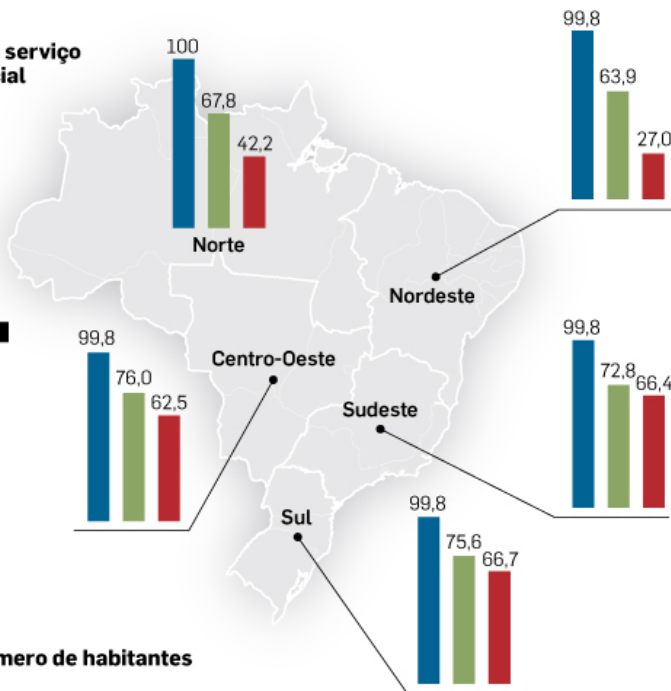 serviço
ial
100
67,8
42,2
Norte
99,8
63,9
27,0
Nordeste
99,8
76,0
62,5
Centro-Oeste
99,8
72,8
66,4
Sudeste
99,8
75,6
66,7
Sul
mero de habitantes